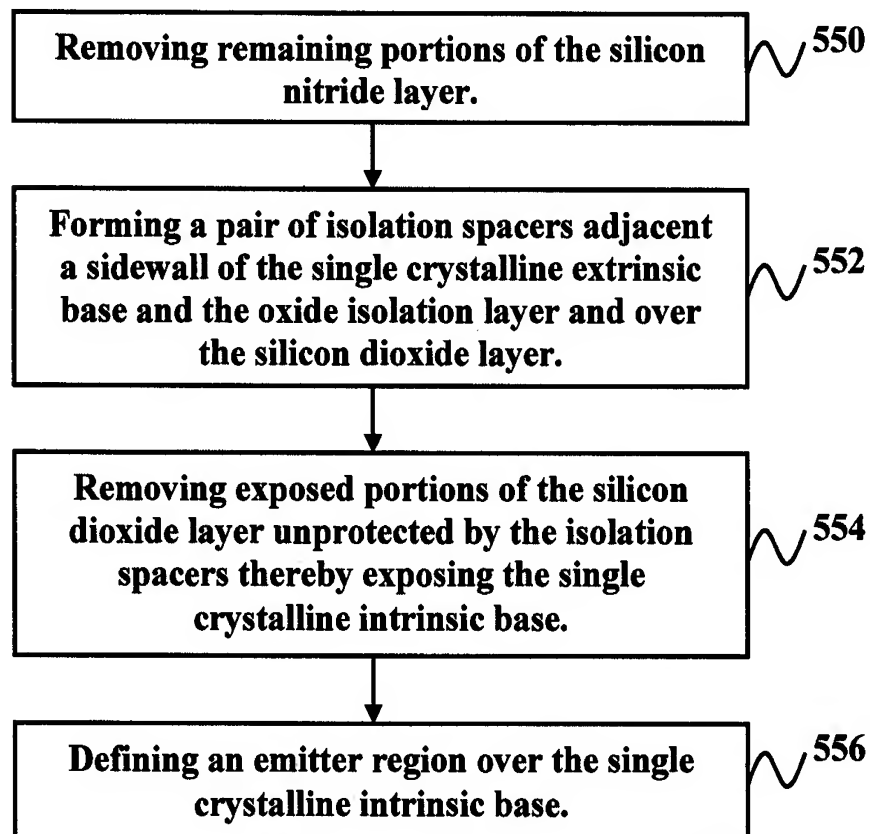 Removing remaining portions of the silicon
nitride layer.
550
Forming a pair of isolation spacers adjacent
a sidewall of the single crystalline extrinsic
base and the oxide isolation layer and over
the silicon dioxide layer.
552
Removing exposed portions of the silicon
dioxide layer unprotected by the isolation
spacers thereby exposing the single
crystalline intrinsic base.
554
Defining an emitter region over the single
crystalline intrinsic base.
556